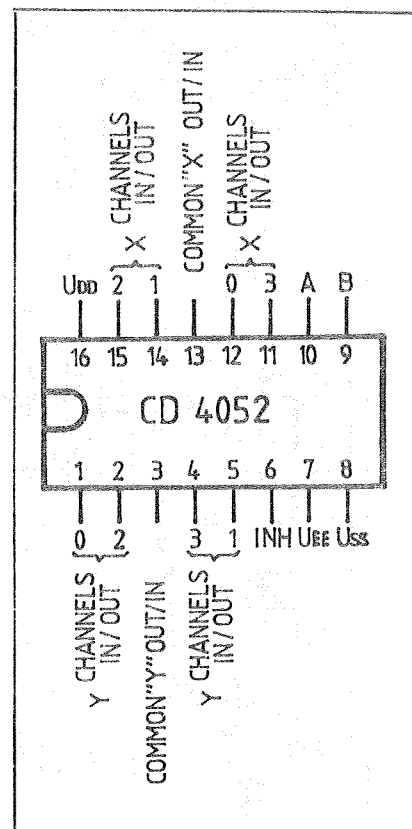 X CHANNELS
IN/OUT
COMMON"X" OUT/IN
X CHANNELS
IN/OUT
UDD 2 1 0 3 A B
16 15 14 13 12 11 10 9
CD 4052
1 2 3 4 5 6 7 8
0 2 3 1 INH UEE USS
Y CHANNELS
IN/OUT
COMMON"Y"OUT/IN
Y CHANNELS
IN/OUT